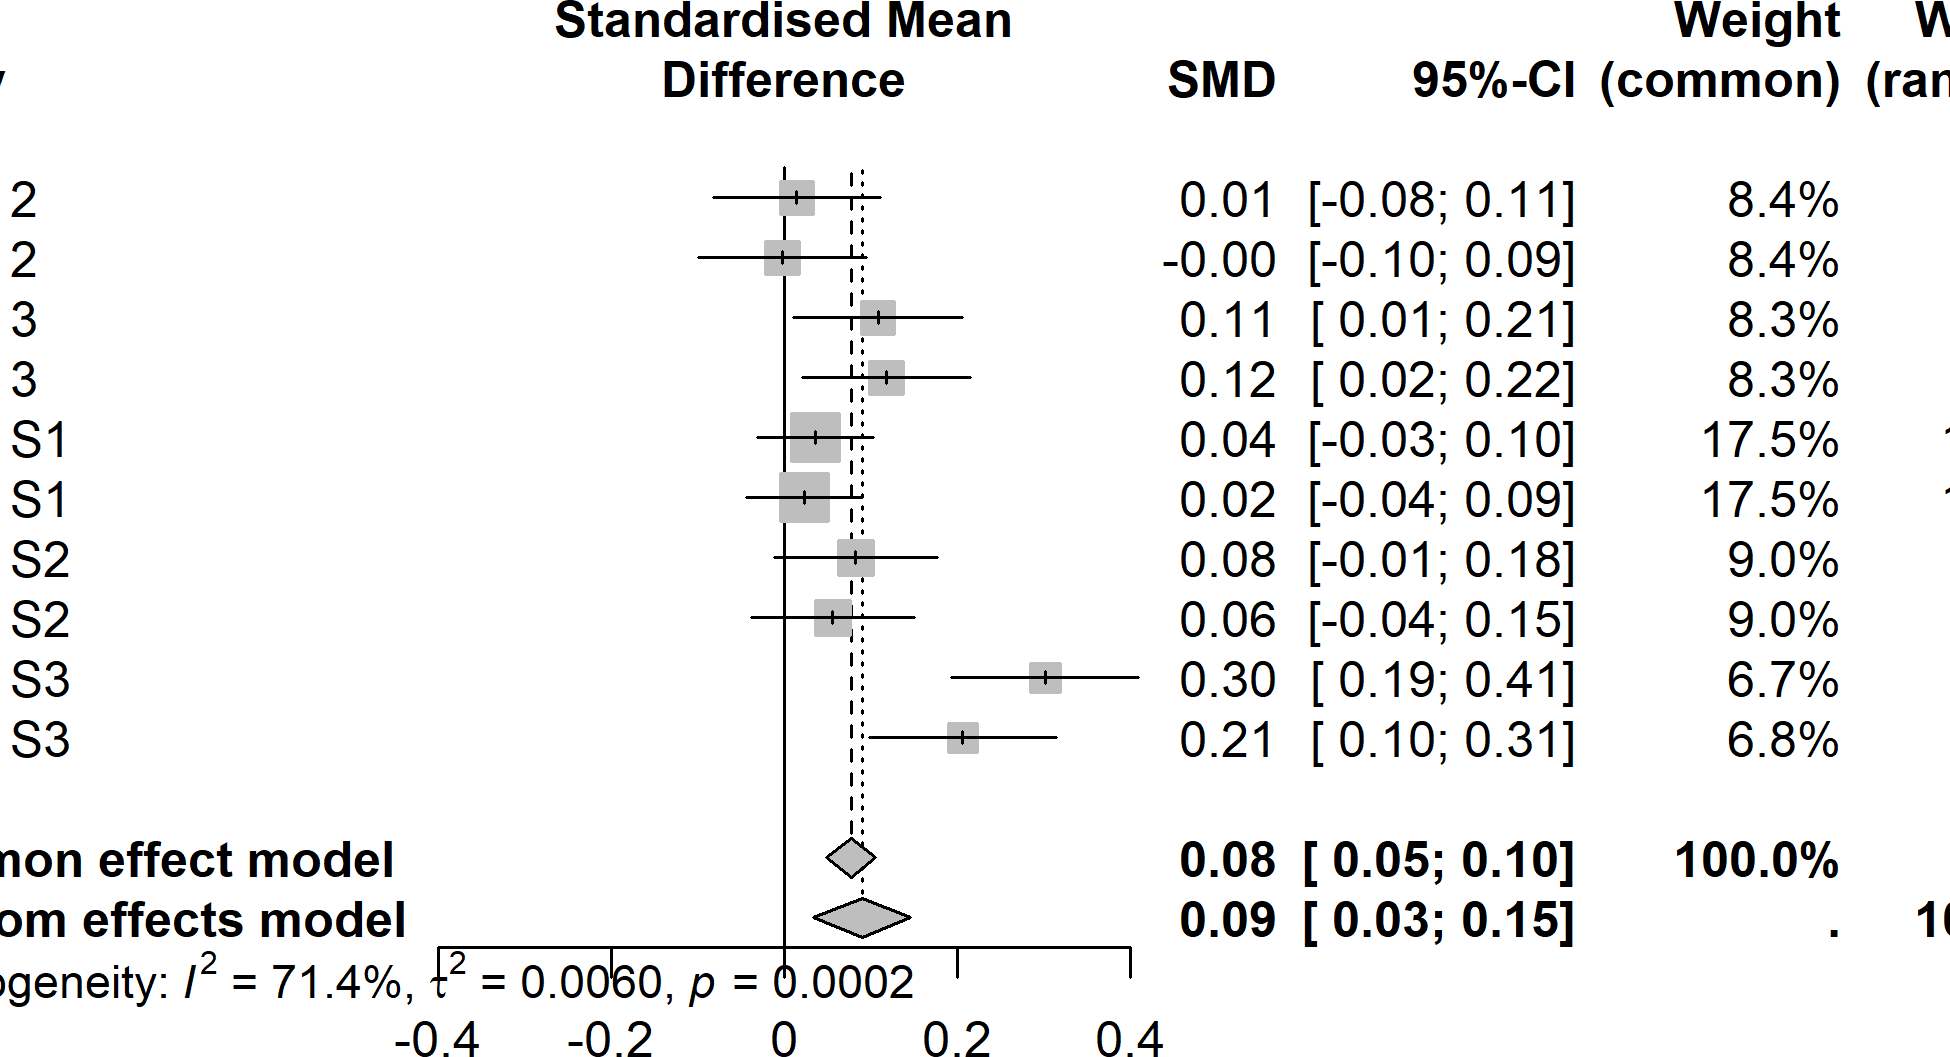 Standardised Mean Weight
Difference SMD 95%-CI (common)
2 0.01 [-0.08; 0.11] 8.4%
2 -0.00 [-0.10; 0.09] 8.4%
3 0.11 [ 0.01; 0.21] 8.3%
3 0.12 [ 0.02; 0.22] 8.3%
S1 0.04 [-0.03; 0.10] 17.5%
S1 0.02 [-0.04; 0.09] 17.5%
S2 0.08 [-0.01; 0.18] 9.0%
S2 0.06 [-0.04; 0.15] 9.0%
S3 0.30 [ 0.19; 0.41] 6.7%
S3 0.21 [ 0.10; 0.31] 6.8%
mon effect model 0.08 [ 0.05; 0.10] 100.0%
om effects model 0.09 [ 0.03; 0.15] .
ogeneity: I² = 71.4%, τ² = 0.0060, p = 0.0002
-0.4 -0.2 0 0.2 0.4